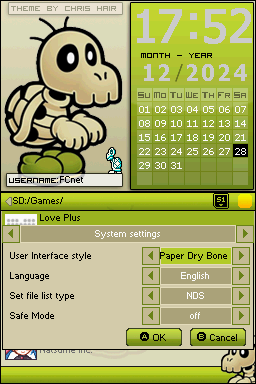 THEME BY CHRIS HAIR
USERNAME:FCnet
17:52
MONTH - YEAR
12/2024
SU MO TU WE TH FR SA
01 02 03 04 05 06 07
08 09 10 11 12 13 14
15 16 17 18 19 20 21
22 23 24 25 26 27 28
29 30 31
SD:/Games/
S1
Love Plus
System settings
User Interface style Paper Dry Bone
Language English
Set file list type NDS
Safe Mode off
A OK B Cancel
Natsume Inc.